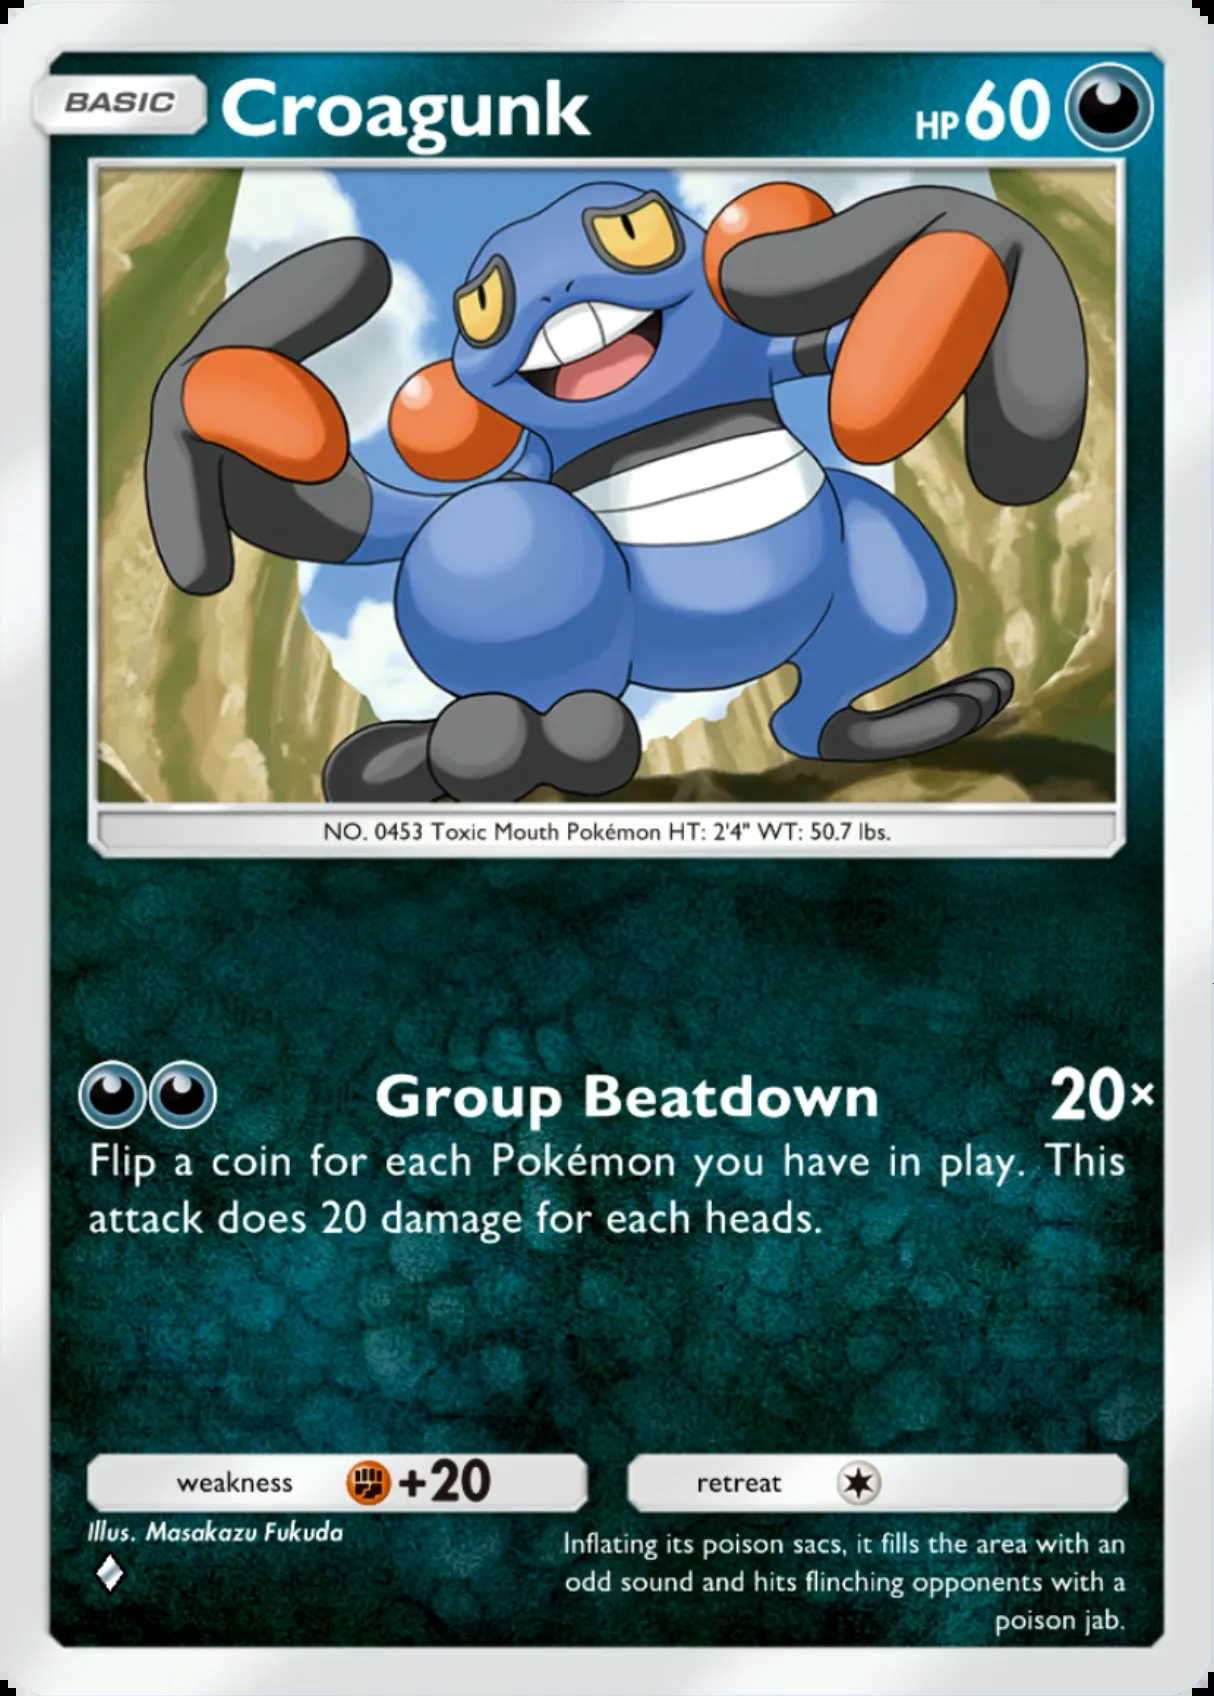 BASIC Croagunk HP 60
NO. 0453 Toxic Mouth Pokémon HT: 2'4" WT: 50.7 lbs.
Group Beatdown 20×
Flip a coin for each Pokémon you have in play. This
attack does 20 damage for each heads.
weakness +20 retreat
Illus. Masakazu Fukuda
Inflating its poison sacs, it fills the area with an
odd sound and hits flinching opponents with a
poison jab.